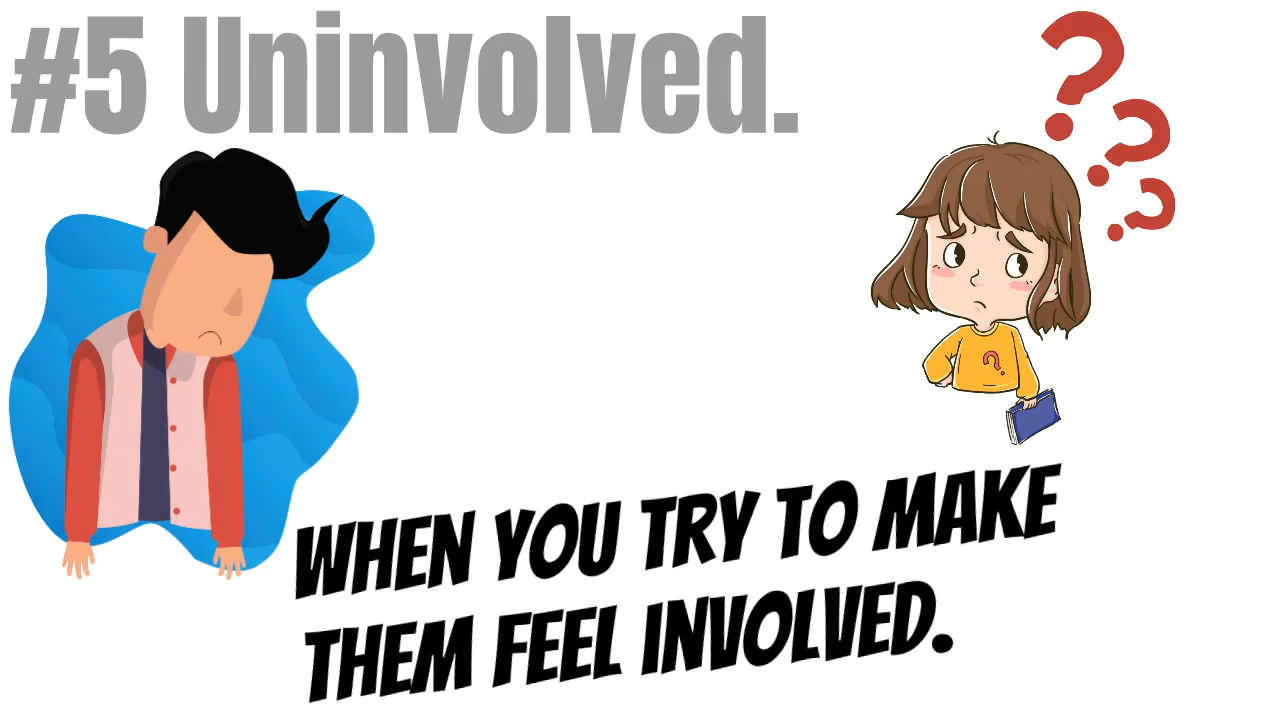 #5 Uninvolved.
? ? ?
?
WHEN YOU TRY TO MAKE
THEM FEEL INVOLVED.